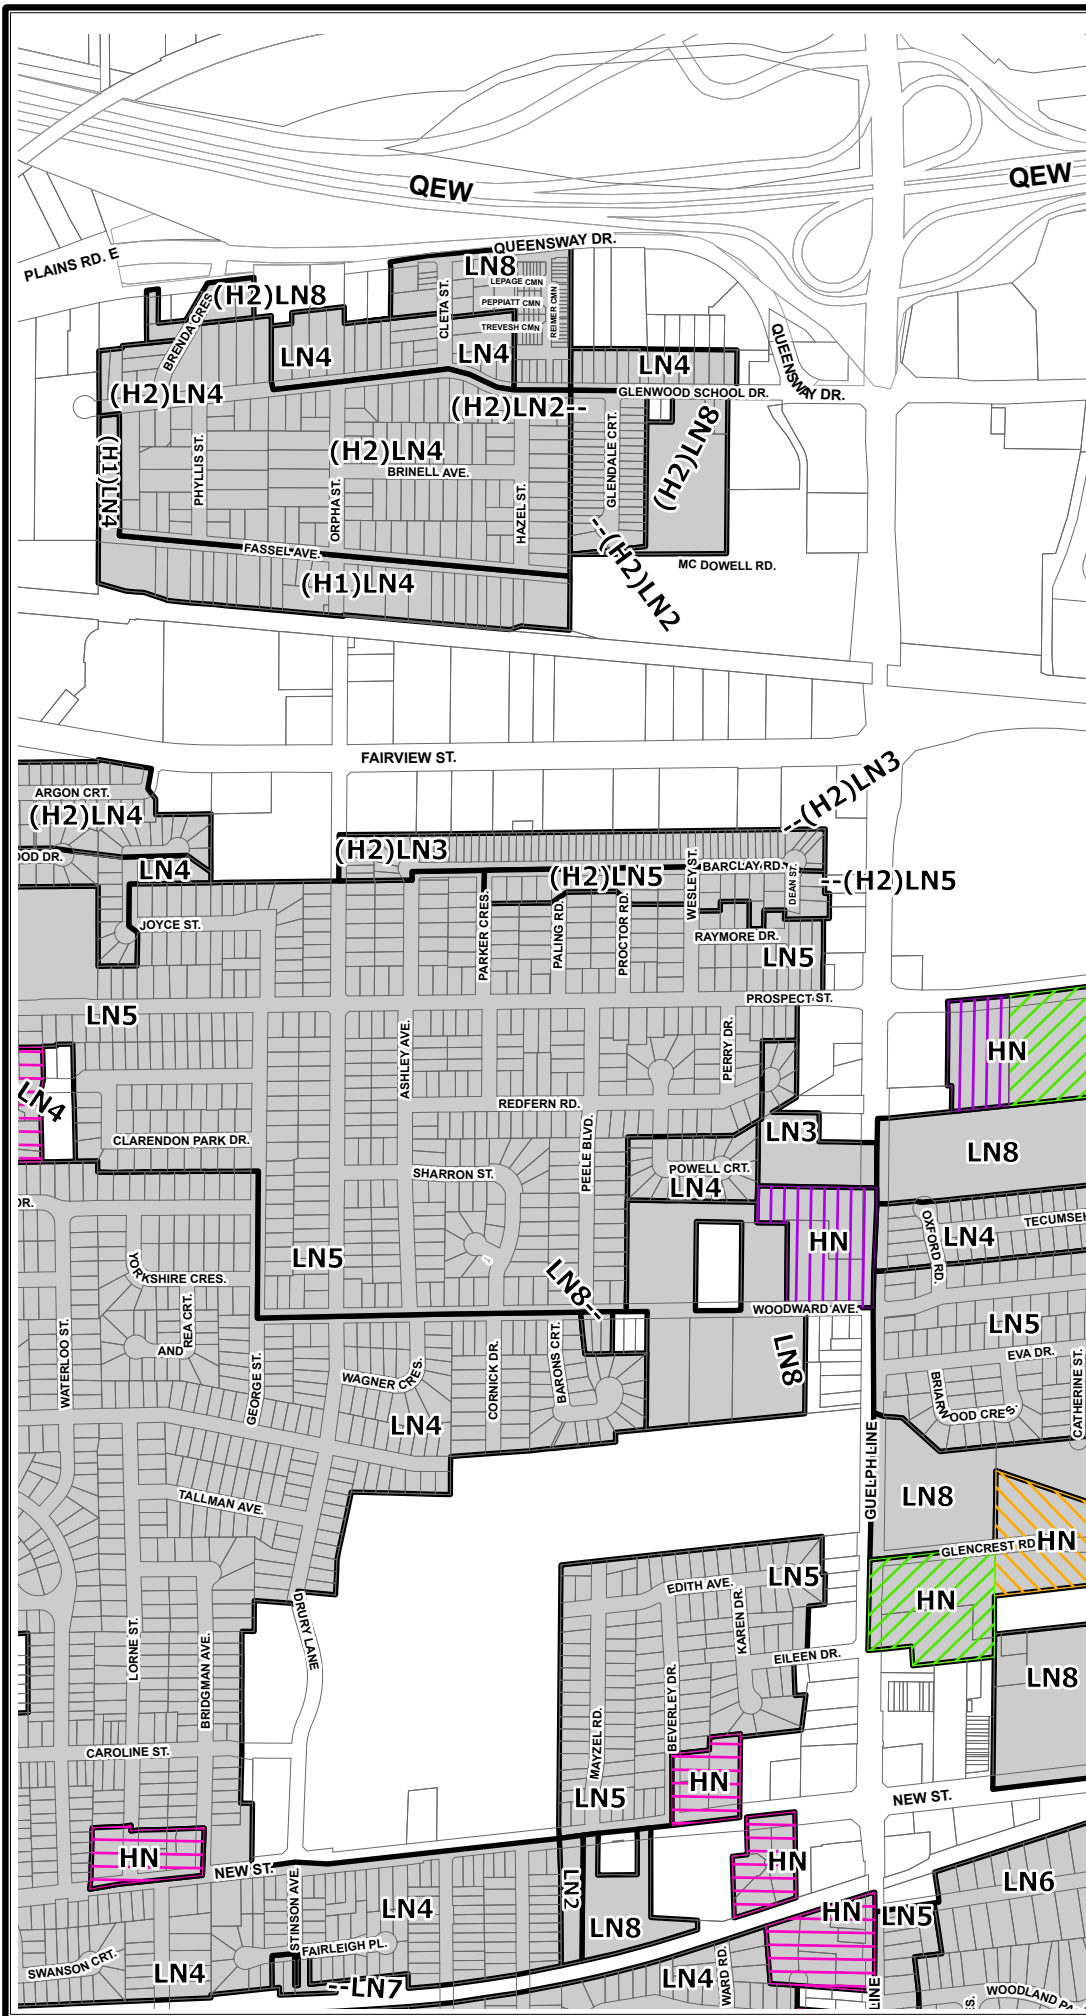 QEW
QEW
PLAINS RD. E
QUEENSWAY DR.
LN8
LEPAGE CMN
PEPPIATT CMN
TREVESH CMN
REIMER CMN
CLETA ST.
(H2)LN8
BRENDA CRES.
LN4
LN4
LN4
QUEENSWAY DR.
GLENWOOD SCHOOL DR.
(H2)LN4
(H2)LN2--
(H2)LN8
(H1)LN4
PHYLLIS ST.
(H2)LN4
BRINELL AVE.
ORPHA ST.
HAZEL ST.
GLENDALE CRT.
FASSEL AVE.
--(H2)LN2
MC DOWELL RD.
(H1)LN4
FAIRVIEW ST.
ARGON CRT.
(H2)LN4
--(H2)LN3
OOD DR.
LN4
(H2)LN3
BARCLAY RD.
(H2)LN5
--(H2)LN5
WESLEY ST.
DEAN ST.
JOYCE ST.
PARKER CRES.
PALING RD.
PROCTOR RD.
RAYMORE DR.
LN5
PROSPECT ST.
LN5
ASHLEY AVE.
PERRY DR.
HN
LN4
REDFERN RD.
CLARENDON PARK DR.
LN3
LN8
SHARRON ST.
PEELE BLVD.
POWELL CRT.
LN4
DR.
OXFORD RD.
TECUMSEH
LN4
HN
LN5
YORKSHIRE CRES.
LN8--
WOODWARD AVE.
WATERLOO ST.
ANDREA CRT.
LN5
EVA DR.
GEORGE ST.
WAGNER CRES.
CORNICK DR.
BARONS CRT.
LN8
BRIARWOOD CRES.
CATHERINE ST.
LN4
GUELPH LINE
TALLMAN AVE.
LN8
GLENCREST RD
HN
EDITH AVE.
LN5
HN
DRURY LANE
KAREN DR.
LORNE ST.
BRIDGMAN AVE.
EILEEN DR.
LN8
BEVERLEY DR.
MAYZEL RD.
CAROLINE ST.
HN
LN5
NEW ST.
HN
NEW ST.
HN
LN2
LN6
STINSON AVE.
LN4
HN
LN5
LN8
FAIRLEIGH PL.
SWANSON CRT.
LN4
--LN7
LN4
WARD RD.
LINE
WOODLAND P
ES.